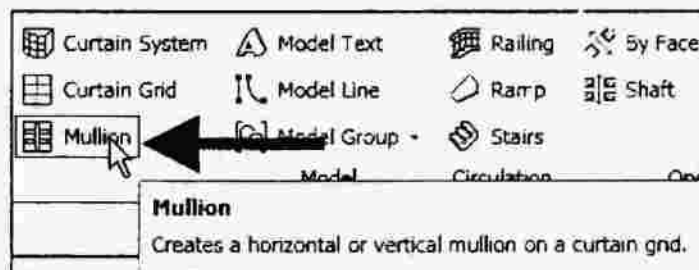 Curtain System Model Text Railing By Face
Curtain Grid Model Line Ramp Shaft
Mullion Model Group Stairs
Model Circulation Ope
Mullion
Creates a horizontal or vertical mullion on a curtain grid.